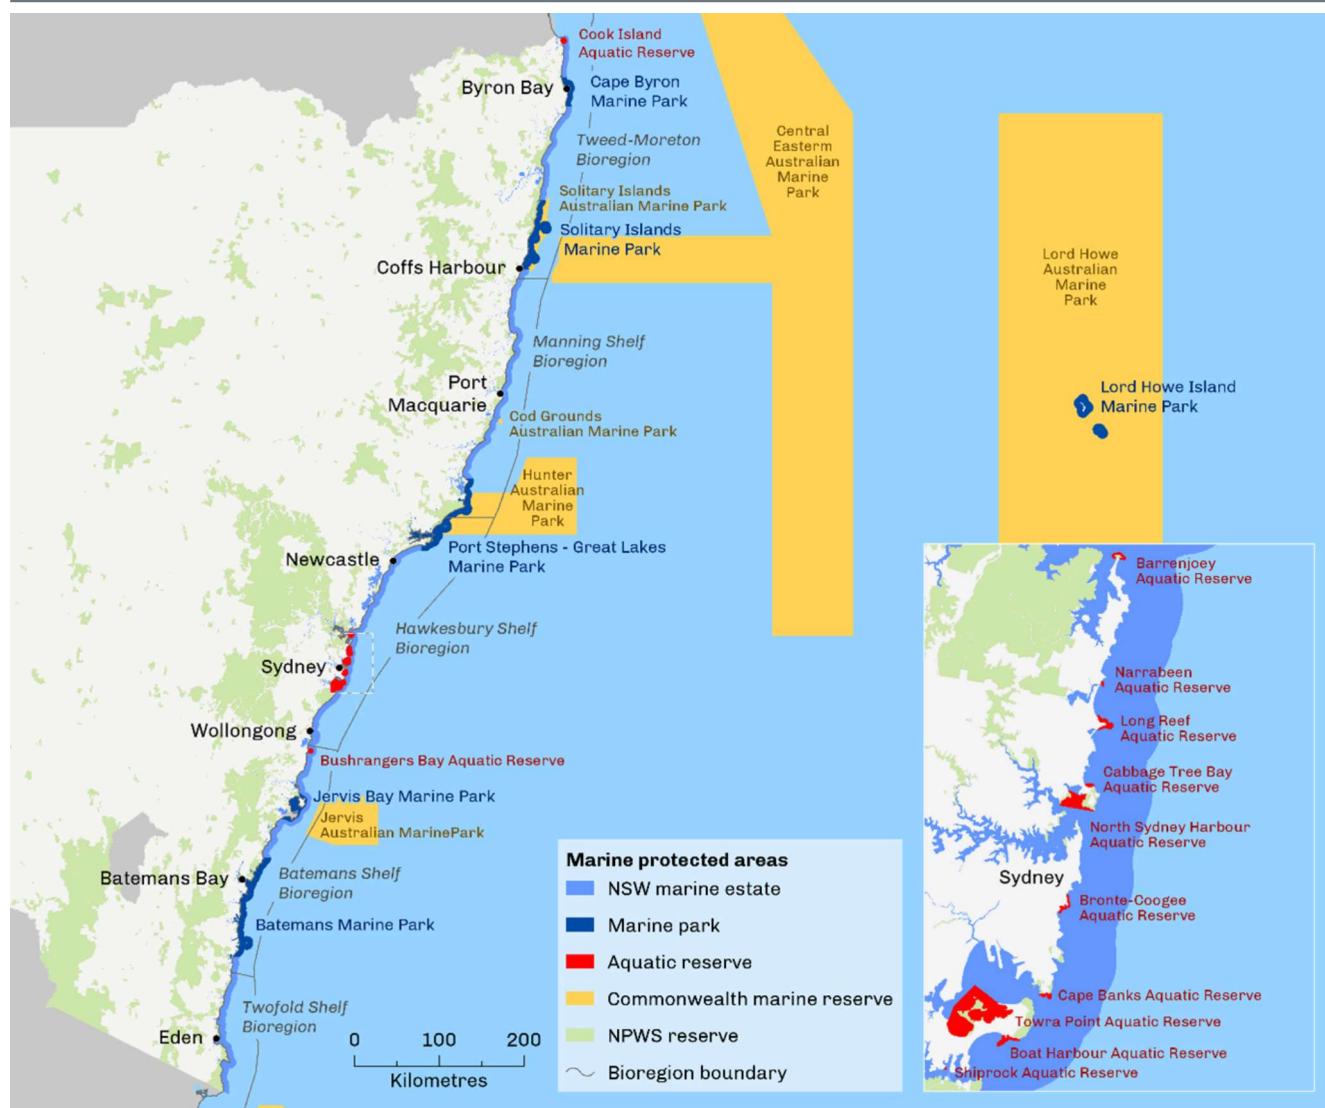 Cook Island
Aquatic Reserve
Byron Bay
Cape Byron
Marine Park
Tweed-Moreton
Bioregion
Central
Easterm
Australian
Marine
Park
Solitary Islands
Australian Marine Park
Solitary Islands
Marine Park
Coffs Harbour
Lord Howe
Australian
Marine
Park
Manning Shelf
Bioregion
Port
Macquarie
Lord Howe Island
Marine Park
Cod Grounds
Australian Marine Park
Hunter
Australian
Marine
Park
Newcastle
Port Stephens - Great Lakes
Marine Park
Hawkesbury Shelf
Bioregion
Sydney
Wollongong
Bushrangers Bay Aquatic Reserve
Jervis Bay Marine Park
Jervis
Australian MarinePark
Batemans Bay
Batemans Shelf
Bioregion
Batemans Marine Park
Twofold Shelf
Bioregion
Eden
0 100 200
Kilometres
Marine protected areas
NSW marine estate
Marine park
Aquatic reserve
Commonwealth marine reserve
NPWS reserve
Bioregion boundary
Barrenjoey
Aquatic Reserve
Narrabeen
Aquatic Reserve
Long Reef
Aquatic Reserve
Cabbage Tree Bay
Aquatic Reserve
North Sydney Harbour
Aquatic Reserve
Sydney
Bronte-Coogee
Aquatic Reserve
Cape Banks Aquatic Reserve
Towra Point Aquatic Reserve
Boat Harbour Aquatic Reserve
Shiprock Aquatic Reserve